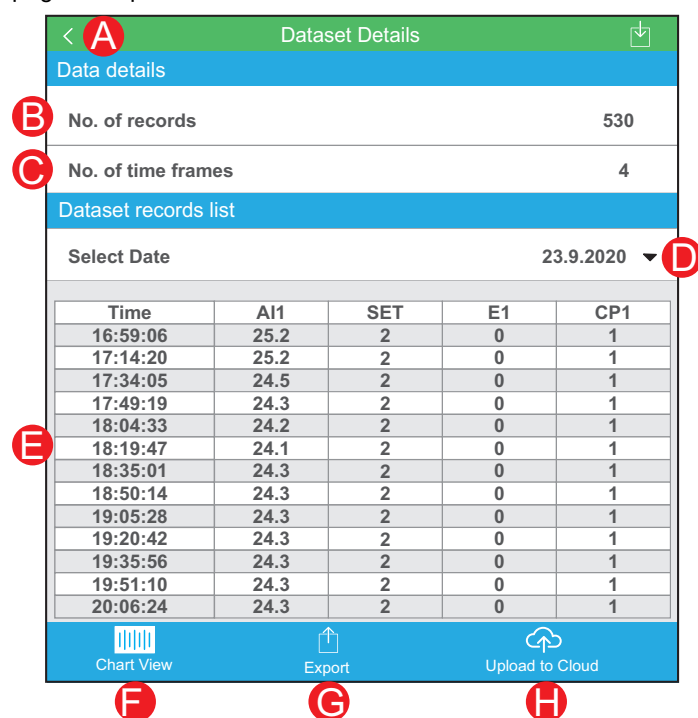 A Dataset Details
Data details
B No. of records 530
C No. of time frames 4
Dataset records list
Select Date 23.9.2020 D
Time AI1 SET E1 CP1
16:59:06 25.2 2 0 1
17:14:20 25.2 2 0 1
17:34:05 24.5 2 0 1
17:49:19 24.3 2 0 1
18:04:33 24.2 2 0 1
E 18:19:47 24.1 2 0 1
18:35:01 24.3 2 0 1
18:50:14 24.3 2 0 1
19:05:28 24.3 2 0 1
19:20:42 24.3 2 0 1
19:35:56 24.3 2 0 1
19:51:10 24.3 2 0 1
20:06:24 24.3 2 0 1
Chart View Export Upload to Cloud
F G H